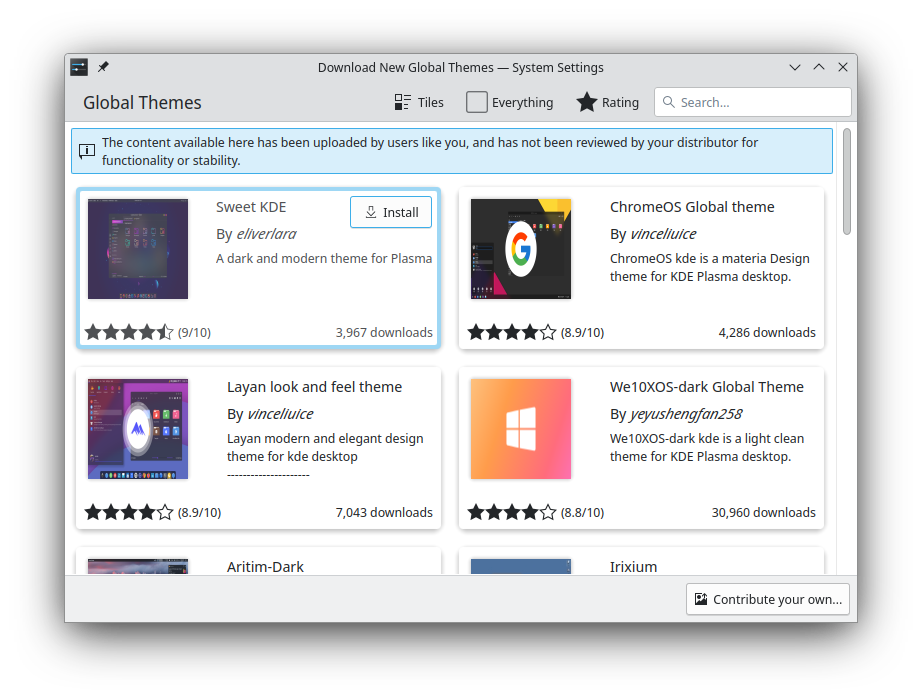 Download New Global Themes — System Settings
Global Themes
Tiles
Everything
Rating
Search...
The content available here has been uploaded by users like you, and has not been reviewed by your distributor for
functionality or stability.
Sweet KDE
Install
By eliverlara
A dark and modern theme for Plasma
(9/10)
3,967 downloads
ChromeOS Global theme
By vinceliuice
ChromeOS kde is a materia Design
theme for KDE Plasma desktop.
(8.9/10)
4,286 downloads
Layan look and feel theme
By vinceliuice
Layan modern and elegant design
theme for kde desktop
--------------------
(8.9/10)
7,043 downloads
We10XOS-dark Global Theme
By yeyushengfan258
We10XOS-dark kde is a light clean
theme for KDE Plasma desktop.
(8.8/10)
30,960 downloads
Aritim-Dark
Irixium
Contribute your own...